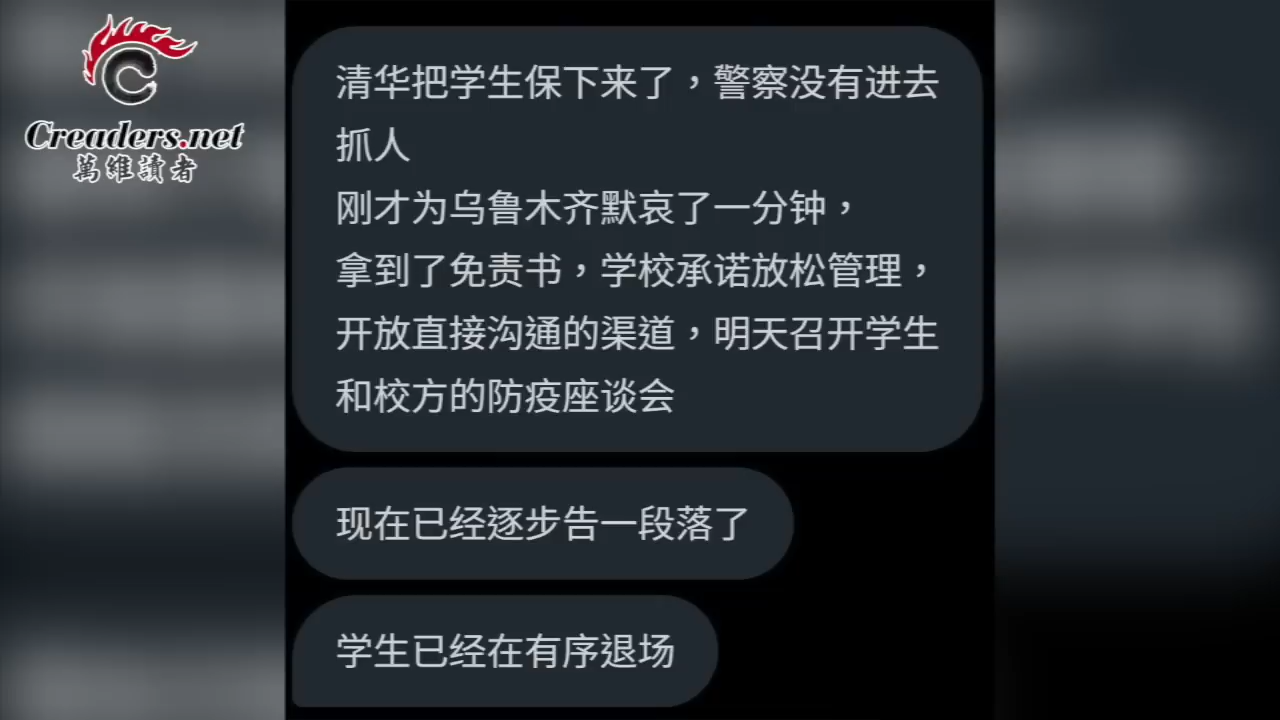 Creaders.net
萬維讀者
清华把学生保下来了，警察没有进去
抓人
刚才为乌鲁木齐默哀了一分钟，
拿到了免责书，学校承诺放松管理，
开放直接沟通的渠道，明天召开学生
和校方的防疫座谈会
现在已经逐步告一段落了
学生已经在有序退场